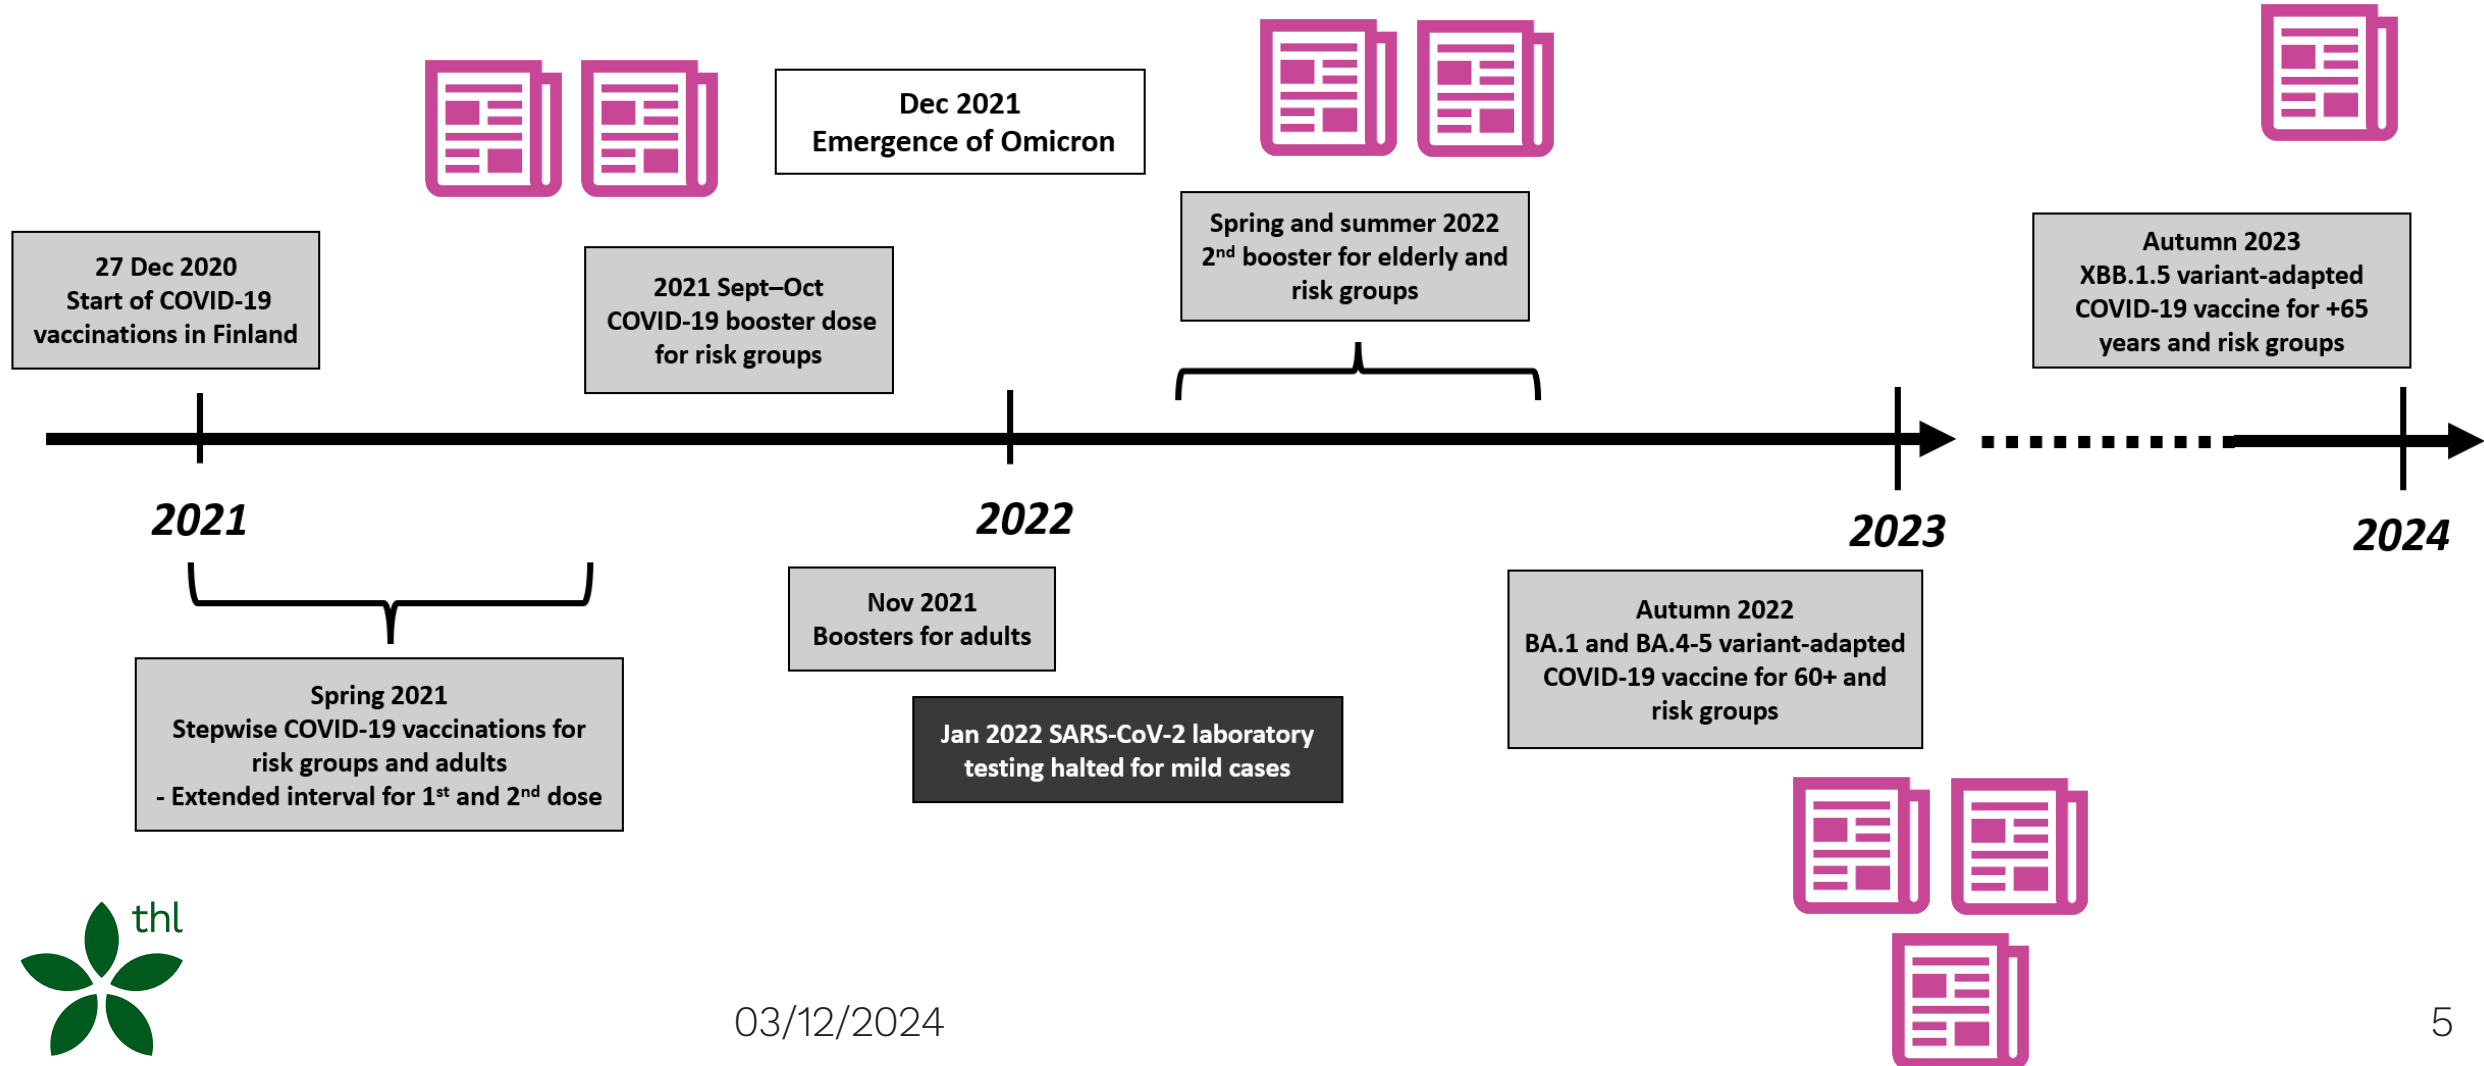 27 Dec 2020
Start of COVID-19
vaccinations in Finland
2021 Sept–Oct
COVID-19 booster dose
for risk groups
Dec 2021
Emergence of Omicron
Spring and summer 2022
2nd booster for elderly and
risk groups
Autumn 2023
XBB.1.5 variant-adapted
COVID-19 vaccine for +65
years and risk groups
2021
2022
2023
2024
Spring 2021
Stepwise COVID-19 vaccinations for
risk groups and adults
- Extended interval for 1st and 2nd dose
Nov 2021
Boosters for adults
Jan 2022 SARS-CoV-2 laboratory
testing halted for mild cases
Autumn 2022
BA.1 and BA.4-5 variant-adapted
COVID-19 vaccine for 60+ and
risk groups
thl
03/12/2024
5